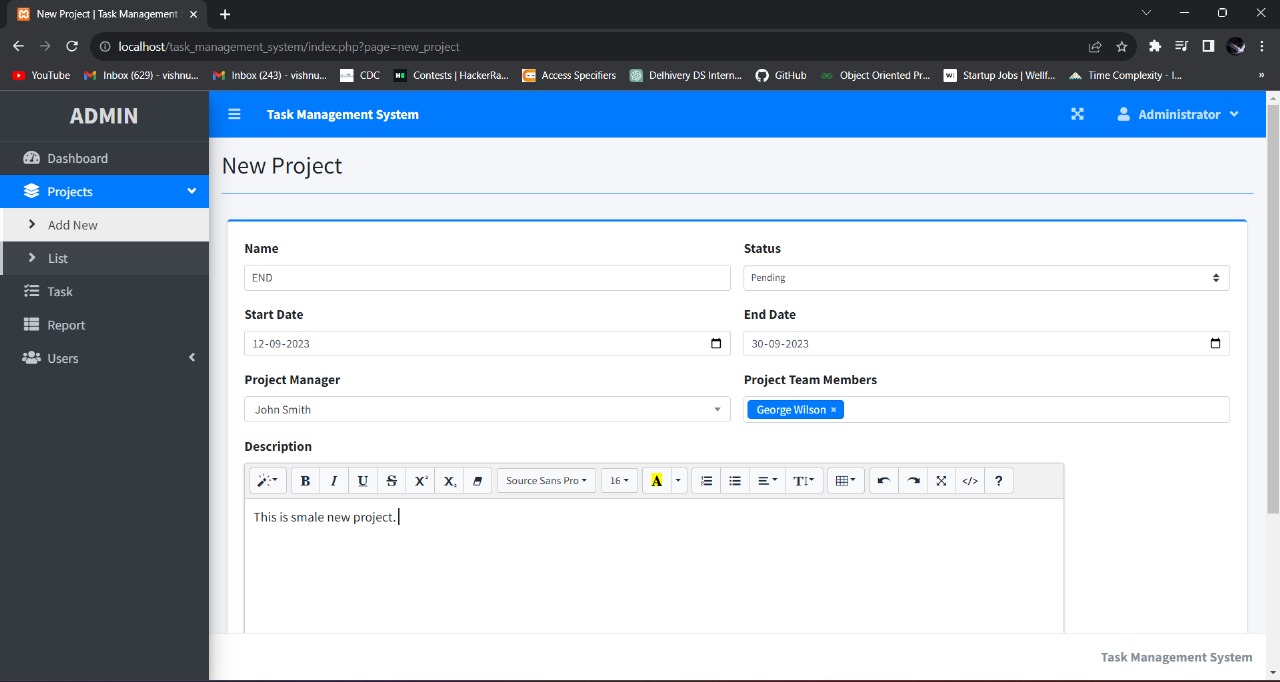 New Project | Task Management
localhost/task_management_system/index.php?page=new_project
YouTube Inbox (629) - vishnu... Inbox (243) - vishnu... CDC Contests | HackerRa... Access Specifiers Delhivery DS Intern... GitHub Object Oriented Pr... Startup Jobs | Wellf... Time Complexity - I... »
ADMIN
Task Management System
Administrator
Dashboard
Projects
Add New
List
Task
Report
Users
New Project
Name Status
END Pending
Start Date End Date
12-09-2023 30-09-2023
Project Manager Project Team Members
John Smith George Wilson ×
Description
B I U S X² X₂ Source Sans Pro 16 A T </> ?
This is smale new project.
Task Management System